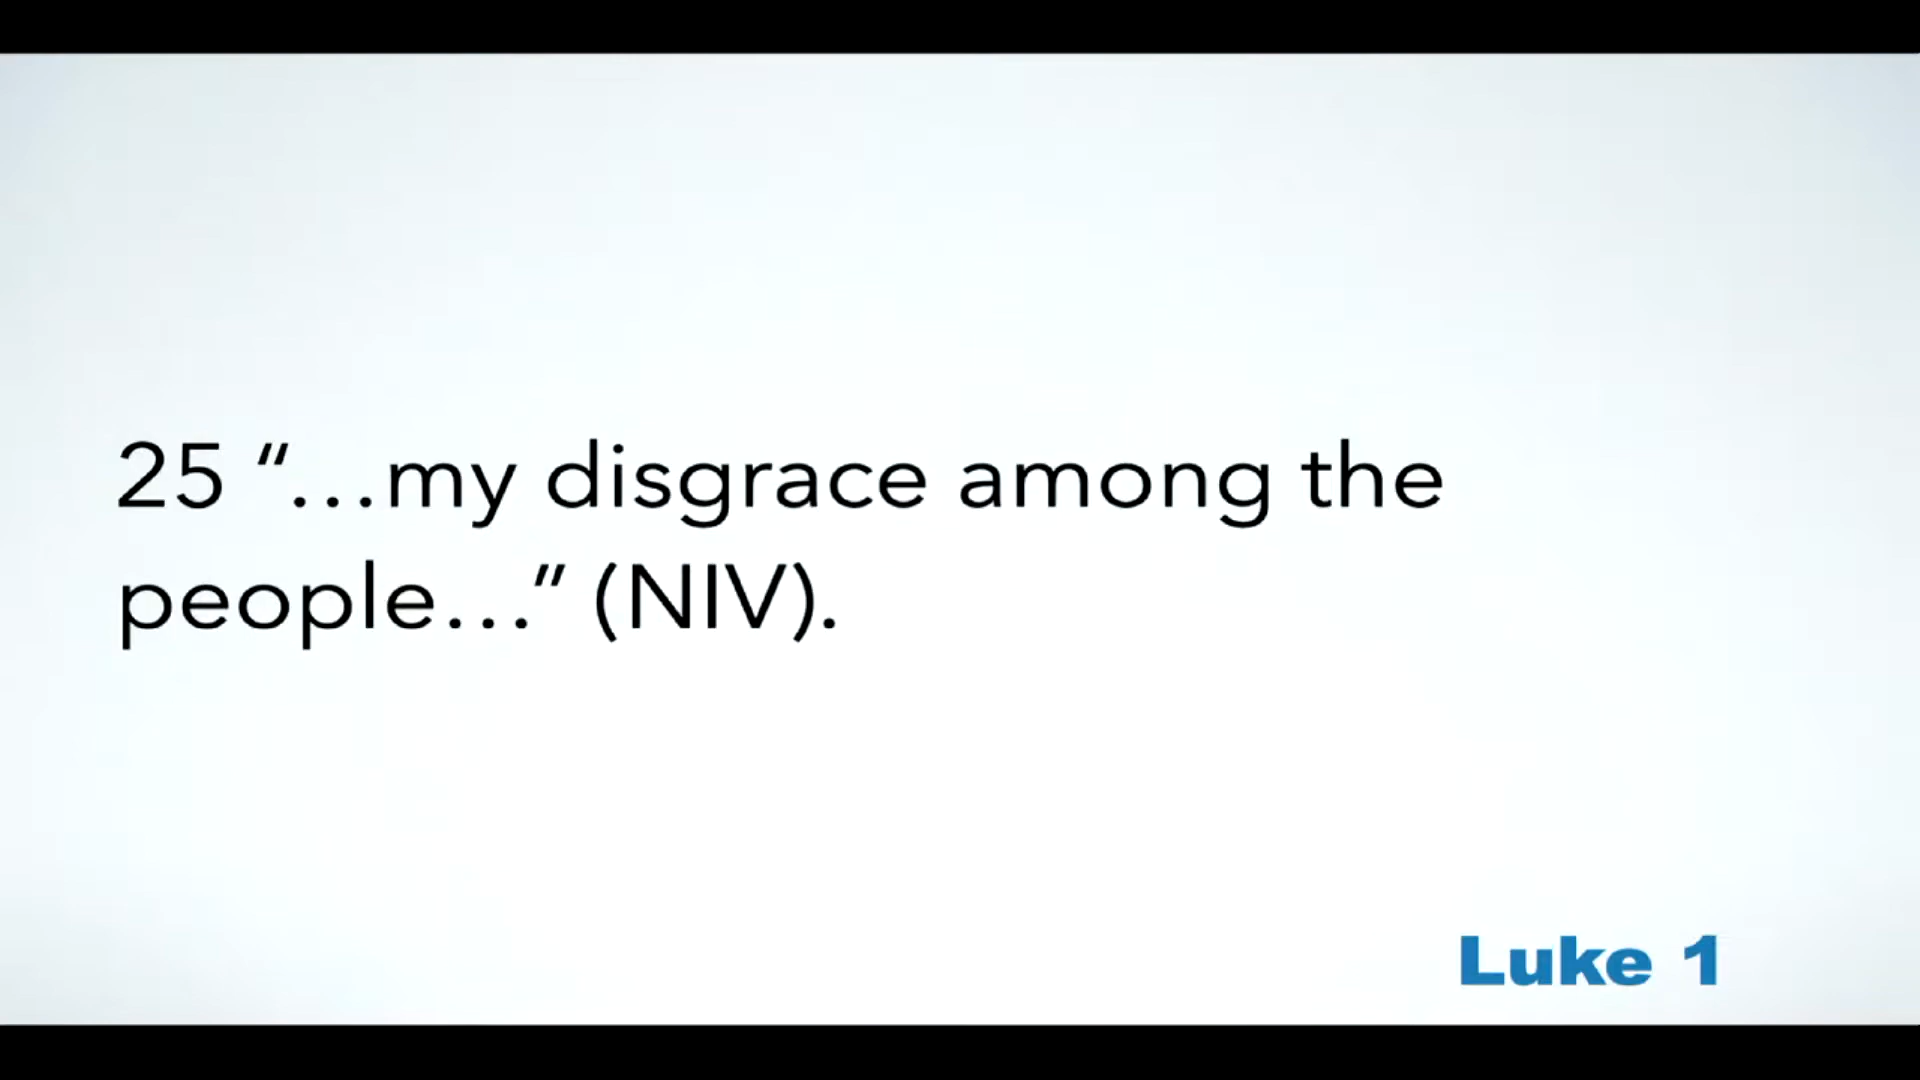 25 “…my disgrace among the
people…” (NIV).
Luke 1